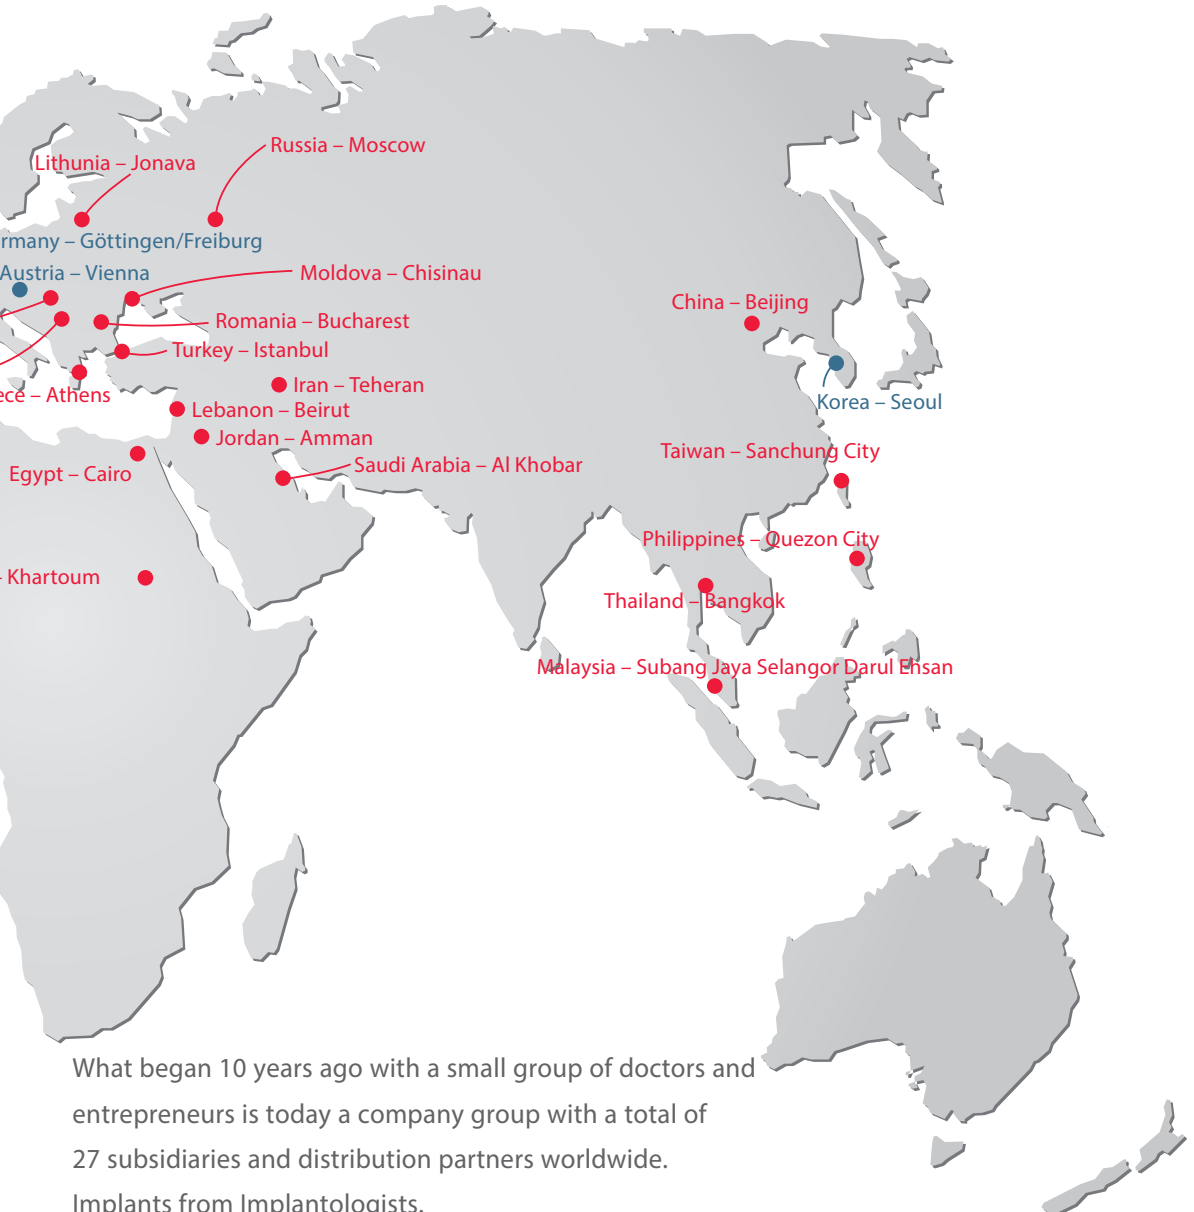 Russia – Moscow
Lithunia – Jonava
rmany – Göttingen/Freiburg
Austria – Vienna
Moldova – Chisinau
China – Beijing
Romania – Bucharest
Turkey – Istanbul
Iran – Teheran
ece – Athens
Korea – Seoul
Lebanon – Beirut
Jordan – Amman
Taiwan – Sanchung City
Saudi Arabia – Al Khobar
Egypt – Cairo
Philippines – Quezon City
– Khartoum
Thailand – Bangkok
Malaysia – Subang Jaya Selangor Darul Ehsan
What began 10 years ago with a small group of doctors and
entrepreneurs is today a company group with a total of
27 subsidiaries and distribution partners worldwide.
Implants from Implantologists.